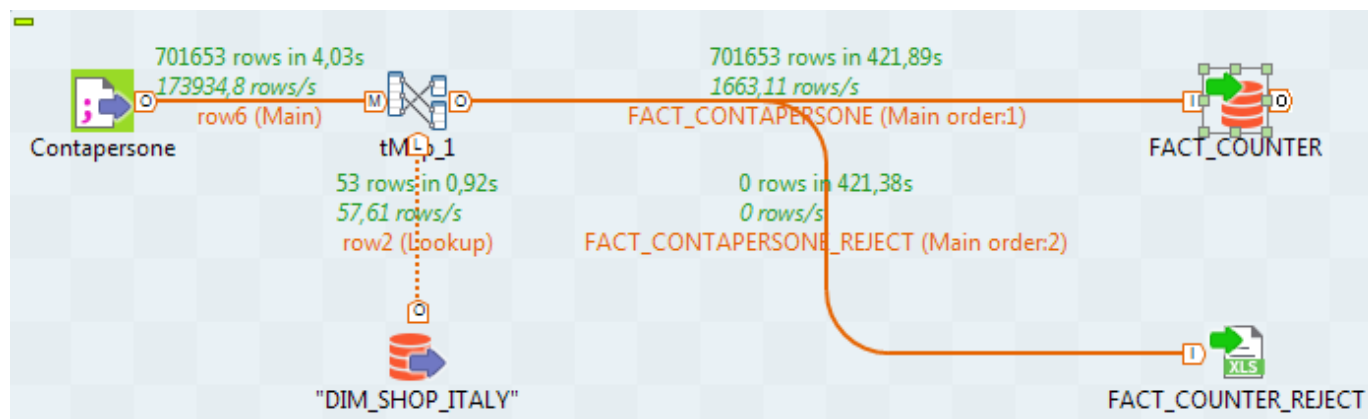 701653 rows in 4,03s
173934,8 rows/s
row6 (Main)
701653 rows in 421,89s
1663,11 rows/s
FACT_CONTAPERSONE (Main order:1)
O
M
O
I
O
;
Contapersone
tMap_1
L
FACT_COUNTER
53 rows in 0,92s
57,61 rows/s
row2 (Lookup)
0 rows in 421,38s
0 rows/s
FACT_CONTAPERSONE_REJECT (Main order:2)
O
I
XLS
"DIM_SHOP_ITALY"
FACT_COUNTER_REJECT